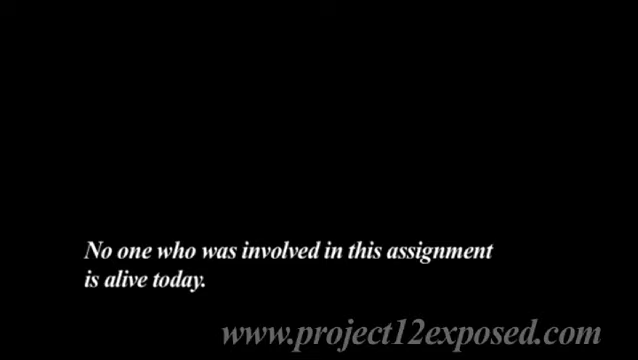 No one who was involved in this assignment
is alive today.
www.project12exposed.com